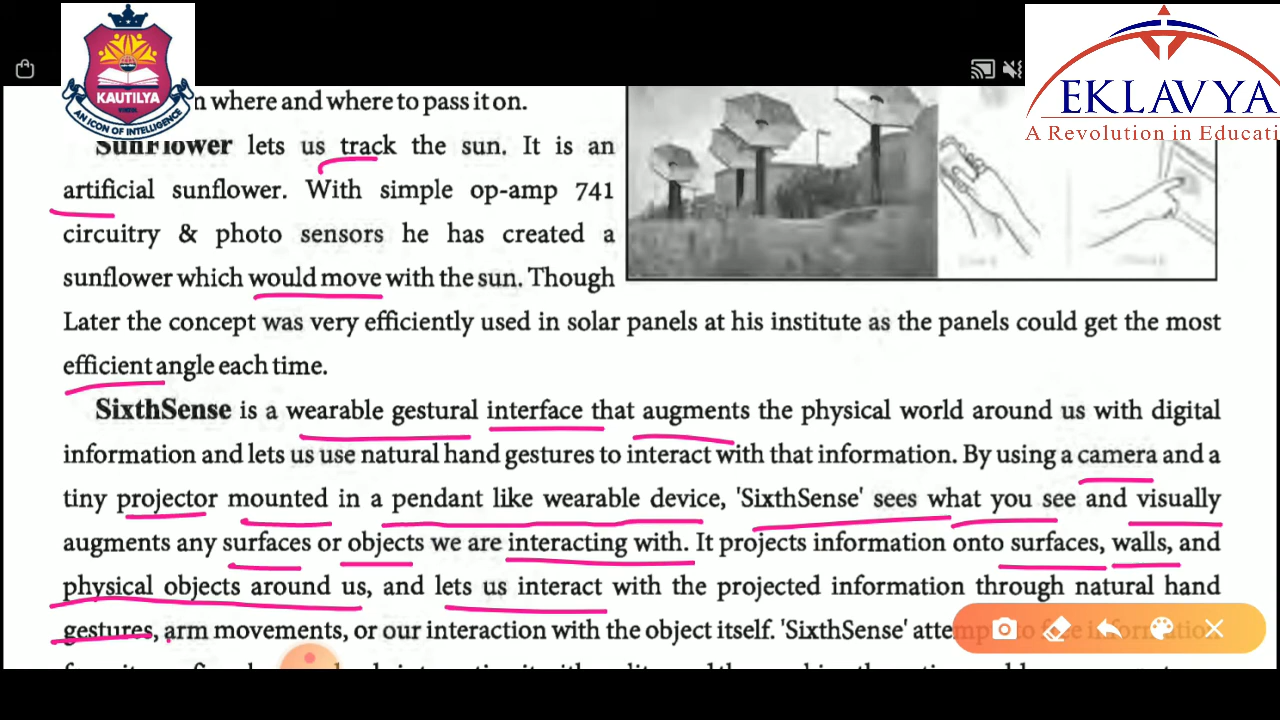 KAUTILYA
AN ICON OF INTELLIGENCE
EKLAVYA
A Revolution in Educati
where and where to pass it on.
SunFlower lets us track the sun. It is an
artificial sunflower. With simple op-amp 741
circuitry & photo sensors he has created a
sunflower which would move with the sun. Though
Later the concept was very efficiently used in solar panels at his institute as the panels could get the most
efficient angle each time.
SixthSense is a wearable gestural interface that augments the physical world around us with digital
information and lets us use natural hand gestures to interact with that information. By using a camera and a
tiny projector mounted in a pendant like wearable device, 'SixthSense' sees what you see and visually
augments any surfaces or objects we are interacting with. It projects information onto surfaces, walls, and
physical objects around us, and lets us interact with the projected information through natural hand
gestures, arm movements, or our interaction with the object itself. 'SixthSense' attempts to free information